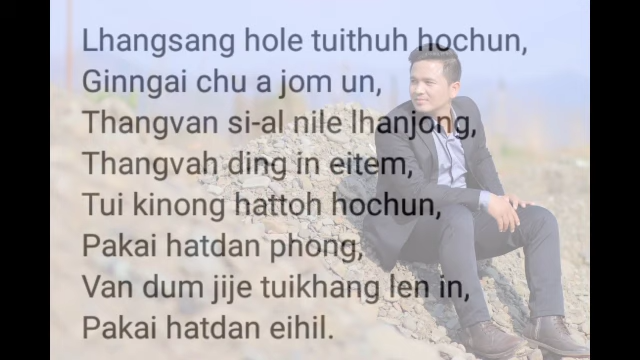 Lhangsang hole tuithuh hochun,
Ginngai chu a jom un,
Thangvan si-al nile lhanjong,
Thangvah ding in eitem,
Tui kinong hattoh hochun,
Pakai hatdan phong,
Van dum jije tuikhang len in,
Pakai hatdan eihil.